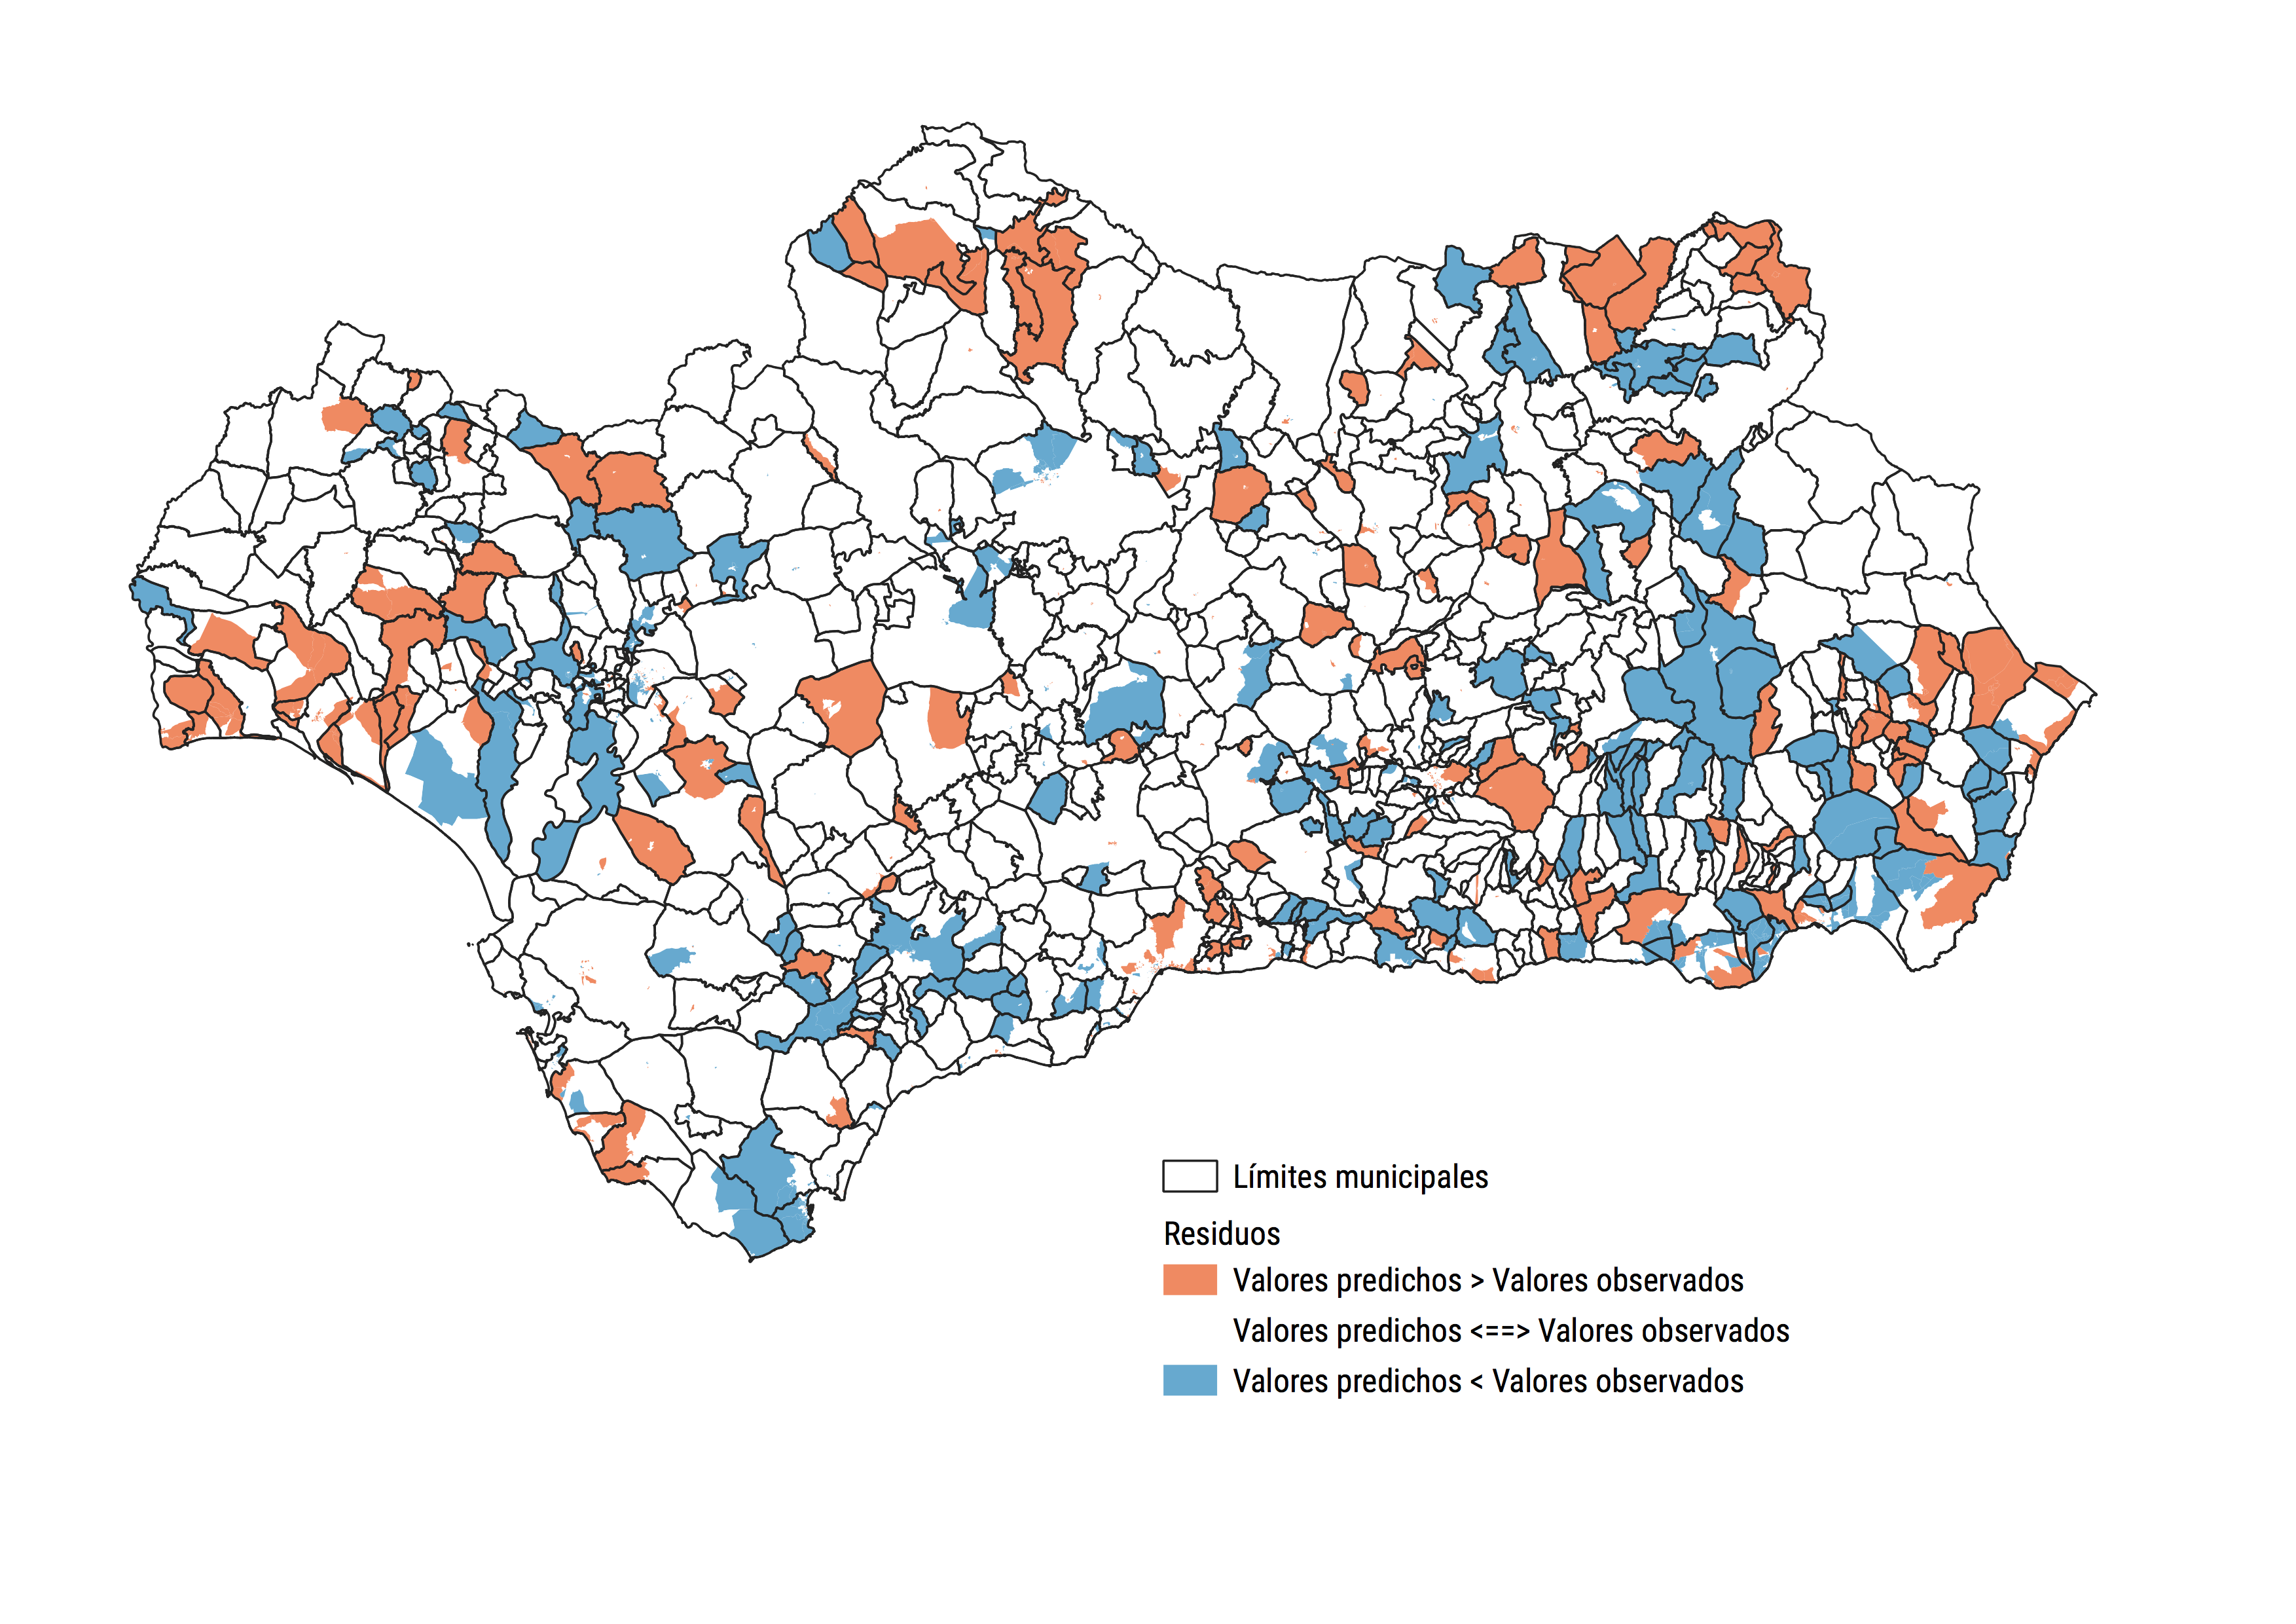 Límites municipales
Residuos
Valores predichos > Valores observados
Valores predichos <==> Valores observados
Valores predichos < Valores observados